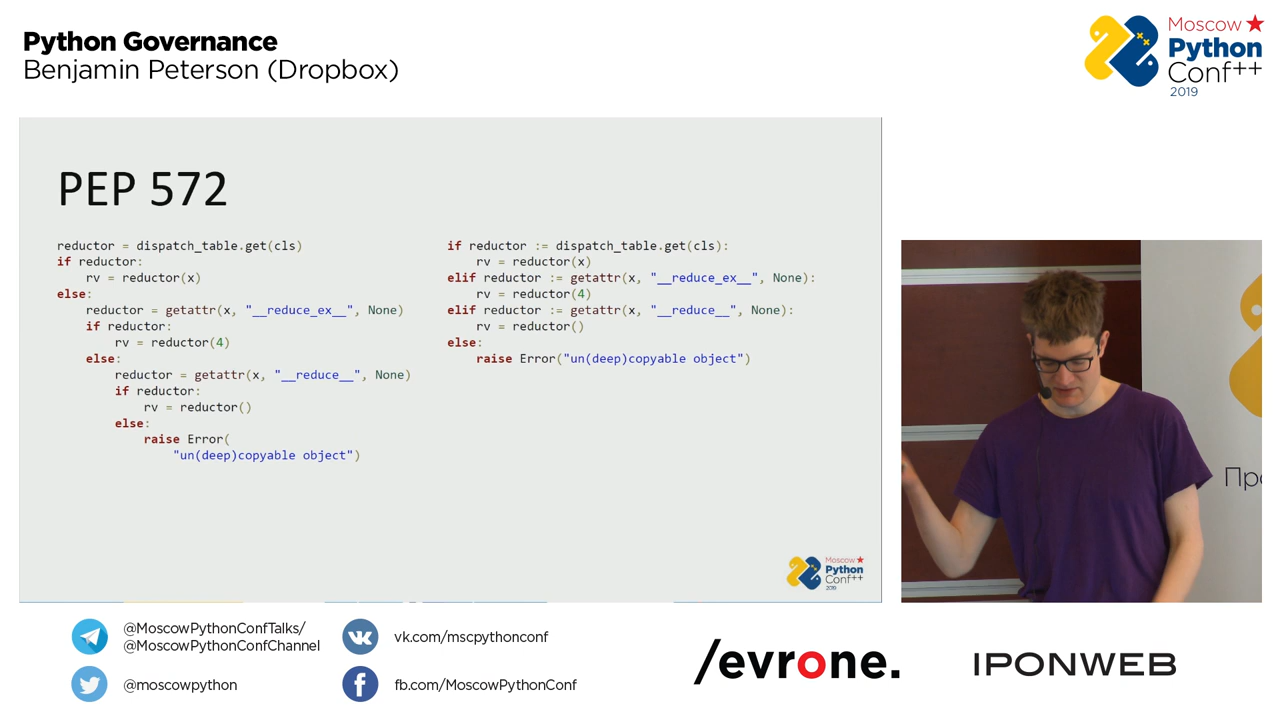 Python Governance
Benjamin Peterson (Dropbox)
Moscow
Python
Conf++
2019
PEP 572
reductor = dispatch_table.get(cls)
if reductor:
    rv = reductor(x)
else:
    reductor = getattr(x, "__reduce_ex__", None)
    if reductor:
        rv = reductor(4)
    else:
        reductor = getattr(x, "__reduce__", None)
        if reductor:
            rv = reductor()
        else:
            raise Error(
                "un(deep)copyable object")
if reductor := dispatch_table.get(cls):
    rv = reductor(x)
elif reductor := getattr(x, "__reduce_ex__", None):
    rv = reductor(4)
elif reductor := getattr(x, "__reduce__", None):
    rv = reductor()
else:
    raise Error("un(deep)copyable object")
Moscow
Python
Conf++
2019
Про
@MoscowPythonConfTalks/
@MoscowPythonConfChannel
vk.com/mscpythonconf
@moscowpython
fb.com/MoscowPythonConf
/evrone.
IPONWEB